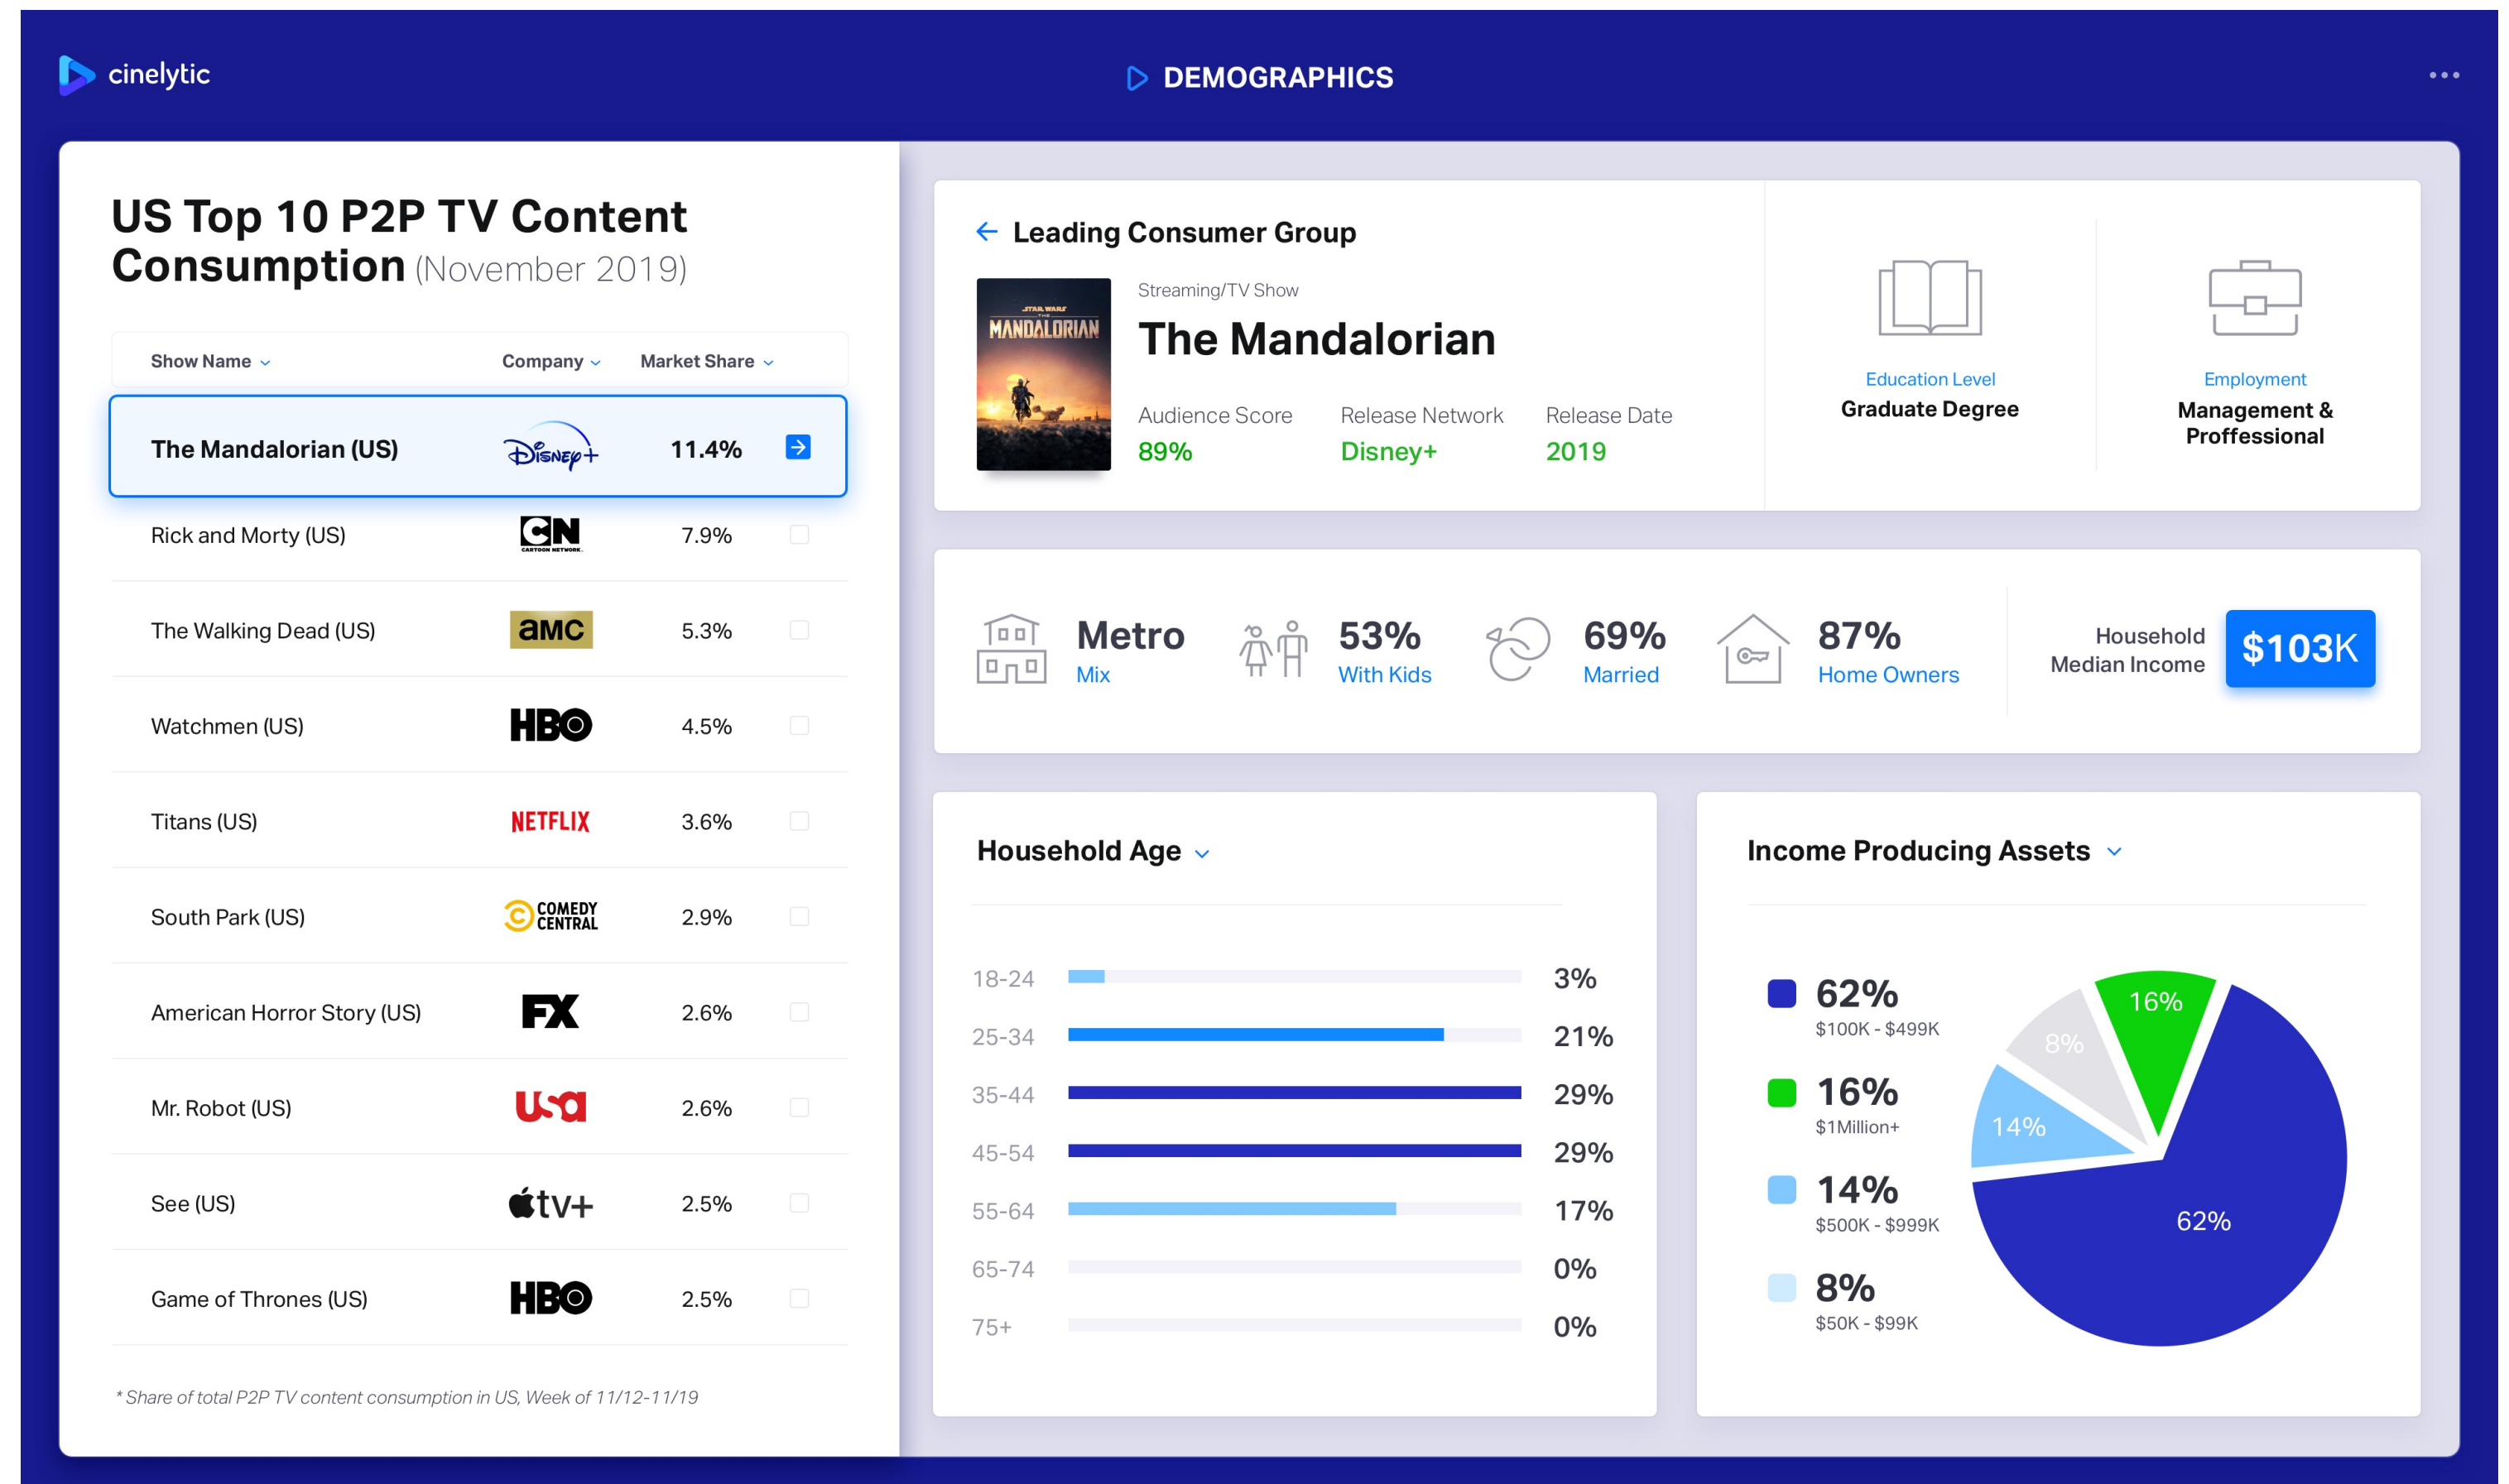 cinelytic
DEMOGRAPHICS
US Top 10 P2P TV Content
Consumption (November 2019)
Show Name Company Market Share
The Mandalorian (US) Disney+ 11.4%
Rick and Morty (US) CN CARTOON NETWORK. 7.9%
The Walking Dead (US) aMC 5.3%
Watchmen (US) HBO 4.5%
Titans (US) NETFLIX 3.6%
South Park (US) COMEDY CENTRAL 2.9%
American Horror Story (US) FX 2.6%
Mr. Robot (US) usa 2.6%
See (US) tv+ 2.5%
Game of Thrones (US) HBO 2.5%
* Share of total P2P TV content consumption in US, Week of 11/12-11/19
Leading Consumer Group
STAR WARS
THE
MANDALORIAN
Streaming/TV Show
The Mandalorian
Audience Score Release Network Release Date
89% Disney+ 2019
Education Level
Graduate Degree
Employment
Management &
Proffessional
Metro
Mix
53%
With Kids
69%
Married
87%
Home Owners
Household
Median Income
$103K
Household Age
18-24 3%
25-34 21%
35-44 29%
45-54 29%
55-64 17%
65-74 0%
75+ 0%
Income Producing Assets
62%
$100K - $499K
16%
$1Million+
14%
$500K - $999K
8%
$50K - $99K
16%
8%
14%
62%